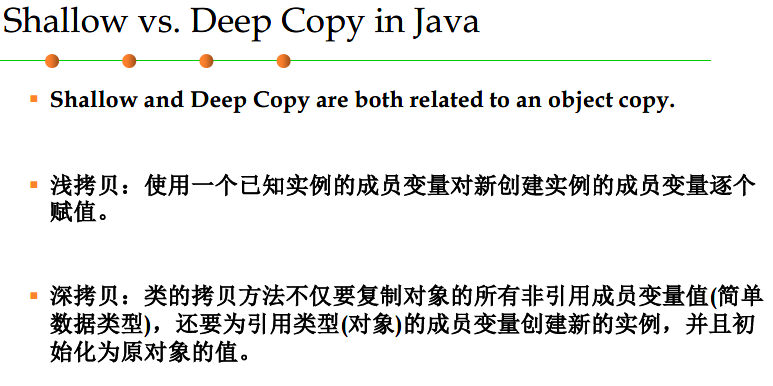 Shallow vs. Deep Copy in Java
Shallow and Deep Copy are both related to an object copy.
浅拷贝：使用一个已知实例的成员变量对新创建实例的成员变量逐个
赋值。
深拷贝：类的拷贝方法不仅要复制对象的所有非引用成员变量值(简单
数据类型)，还要为引用类型(对象)的成员变量创建新的实例，并且初
始化为原对象的值。